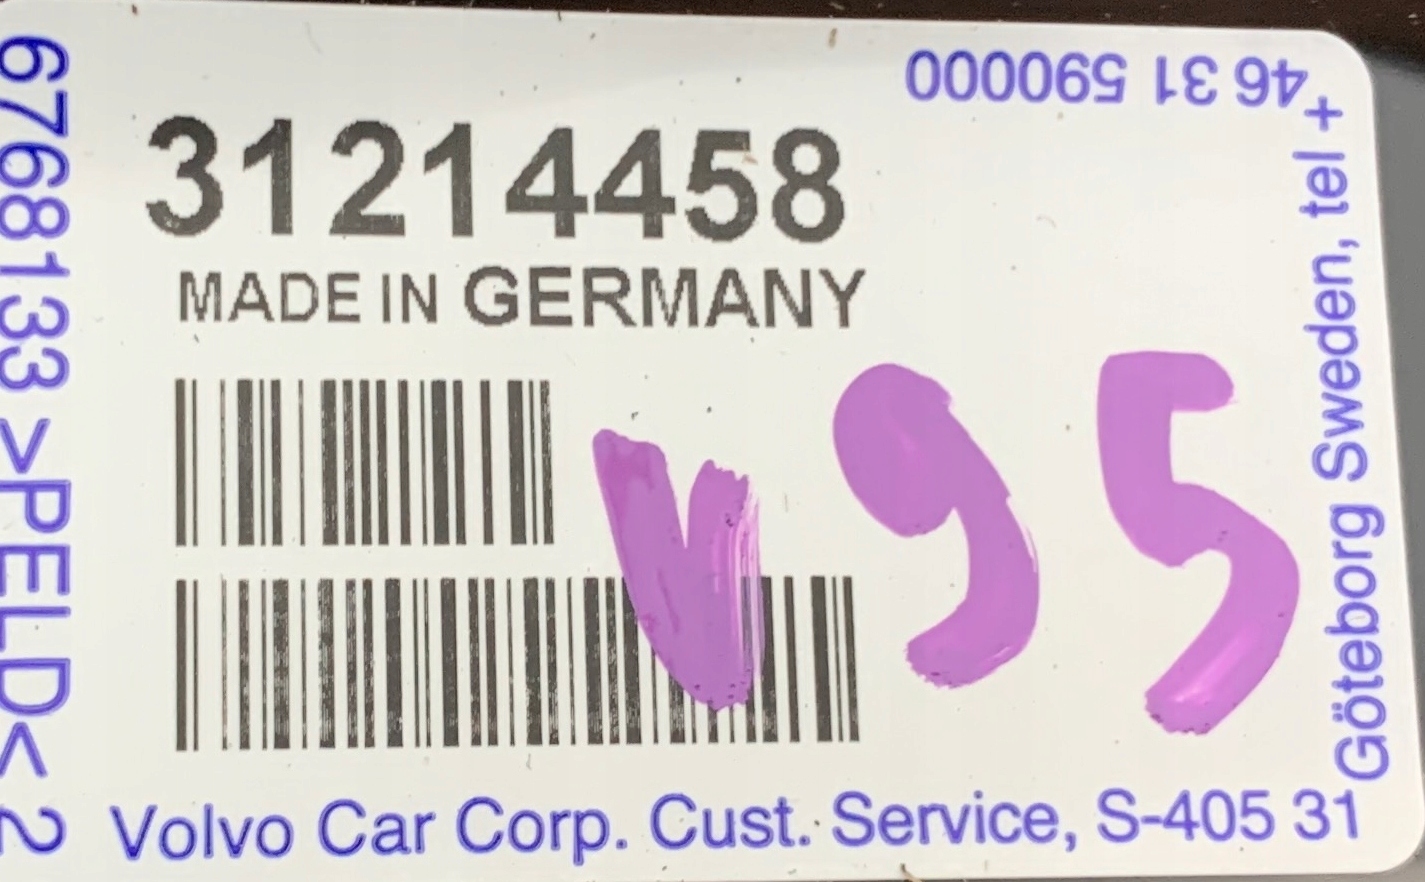 31214458
MADE IN GERMANY
V95
Volvo Car Corp. Cust. Service, S-405 31
Göteborg Sweden, tel +
46 31 590000
6768133 >PELD< 2